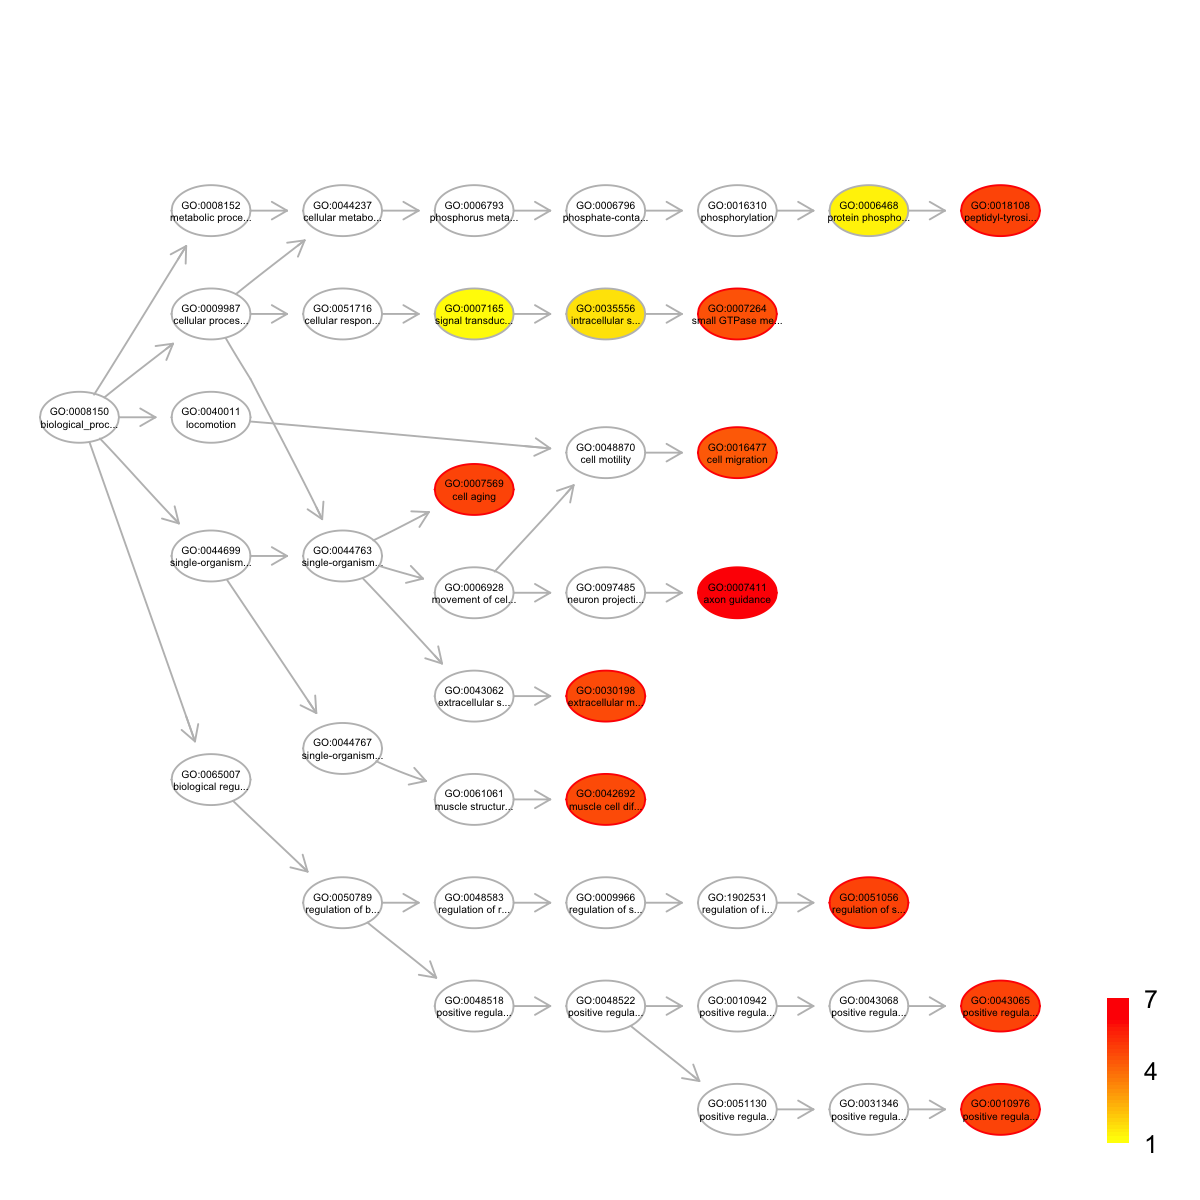 GO:0008152
metabolic proce...
GO:0044237
cellular metabo...
GO:0006793
phosphorus meta...
GO:0006796
phosphate-conta...
GO:0016310
phosphorylation
GO:0006468
protein phospho...
GO:0018108
peptidyl-tyrosi...
GO:0009987
cellular proces...
GO:0051716
cellular respon...
GO:0007165
signal transduc...
GO:0035556
intracellular s...
GO:0007264
small GTPase me...
GO:0008150
biological_proc...
GO:0040011
locomotion
GO:0048870
cell motility
GO:0016477
cell migration
GO:0007569
cell aging
GO:0044699
single-organism...
GO:0044763
single-organism...
GO:0006928
movement of cel...
GO:0097485
neuron projecti...
GO:0007411
axon guidance
GO:0043062
extracellular s...
GO:0030198
extracellular m...
GO:0044767
single-organism...
GO:0065007
biological regu...
GO:0061061
muscle structur...
GO:0042692
muscle cell dif...
GO:0050789
regulation of b...
GO:0048583
regulation of r...
GO:0009966
regulation of s...
GO:1902531
regulation of i...
GO:0051056
regulation of s...
GO:0048518
positive regula...
GO:0048522
positive regula...
GO:0010942
positive regula...
GO:0043068
positive regula...
GO:0043065
positive regula...
GO:0051130
positive regula...
GO:0031346
positive regula...
GO:0010976
positive regula...
7
4
1